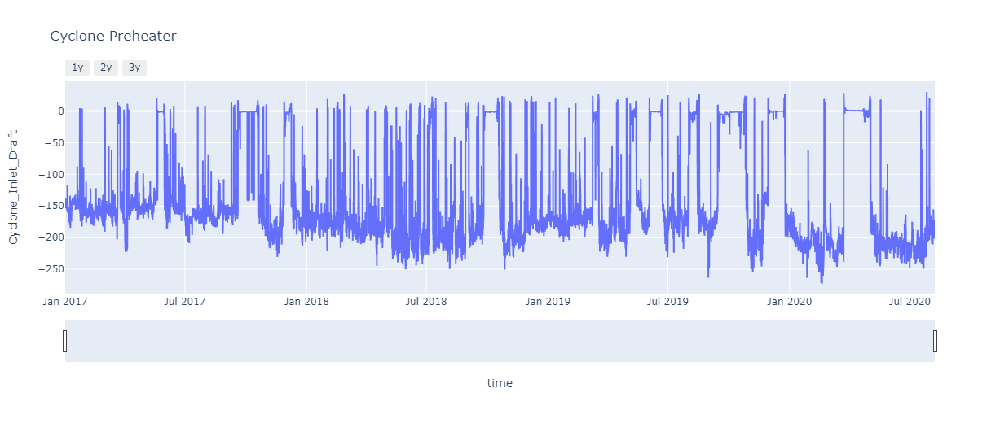 Cyclone Preheater
1y 2y 3y
Cyclone_Inlet_Draft
0
−50
−100
−150
−200
−250
Jan 2017 Jul 2017 Jan 2018 Jul 2018 Jan 2019 Jul 2019 Jan 2020 Jul 2020
time